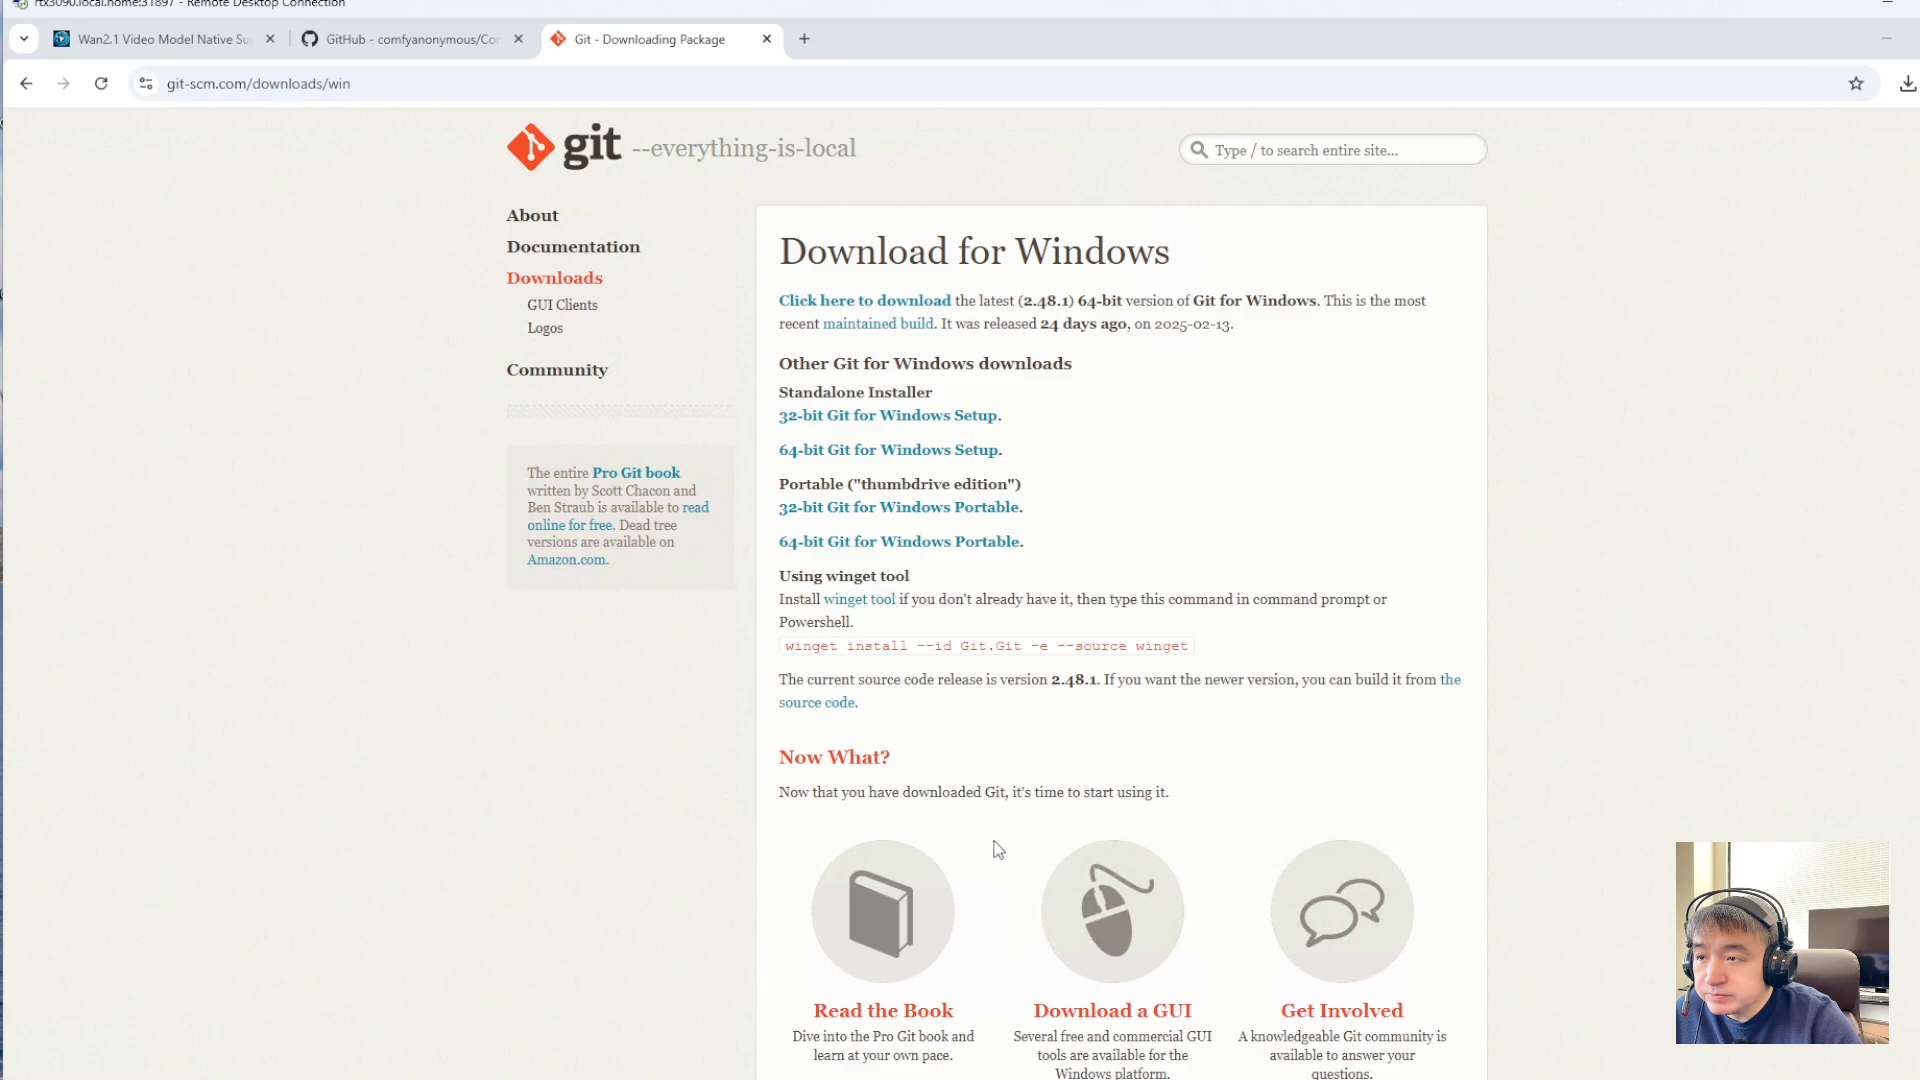 rtx3090.local.home:31897 - Remote Desktop Connection
Wan2.1 Video Model Native Su
GitHub - comfyanonymous/Com
Git - Downloading Package
git-scm.com/downloads/win
git --everything-is-local
Type / to search entire site...
About
Documentation
Downloads
GUI Clients
Logos
Community
The entire Pro Git book
written by Scott Chacon and
Ben Straub is available to read
online for free. Dead tree
versions are available on
Amazon.com.
Download for Windows
Click here to download the latest (2.48.1) 64-bit version of Git for Windows. This is the most
recent maintained build. It was released 24 days ago, on 2025-02-13.
Other Git for Windows downloads
Standalone Installer
32-bit Git for Windows Setup.
64-bit Git for Windows Setup.
Portable ("thumbdrive edition")
32-bit Git for Windows Portable.
64-bit Git for Windows Portable.
Using winget tool
Install winget tool if you don't already have it, then type this command in command prompt or
Powershell.
winget install --id Git.Git -e --source winget
The current source code release is version 2.48.1. If you want the newer version, you can build it from the
source code.
Now What?
Now that you have downloaded Git, it's time to start using it.
Read the Book
Dive into the Pro Git book and
learn at your own pace.
Download a GUI
Several free and commercial GUI
tools are available for the
Windows platform.
Get Involved
A knowledgeable Git community is
available to answer your
questions.